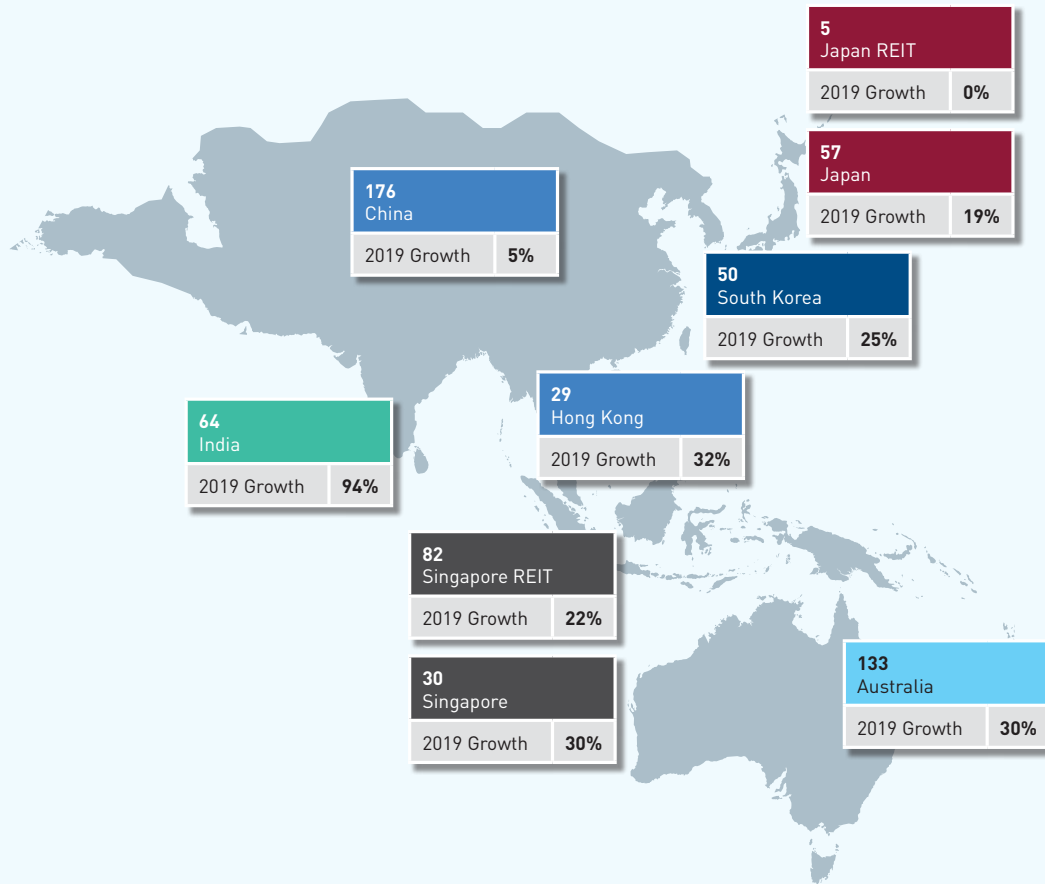 5
Japan REIT
2019 Growth 0%
57
Japan
2019 Growth 19%
176
China
2019 Growth 5%
50
South Korea
2019 Growth 25%
29
Hong Kong
2019 Growth 32%
64
India
2019 Growth 94%
82
Singapore REIT
2019 Growth 22%
30
Singapore
2019 Growth 30%
133
Australia
2019 Growth 30%